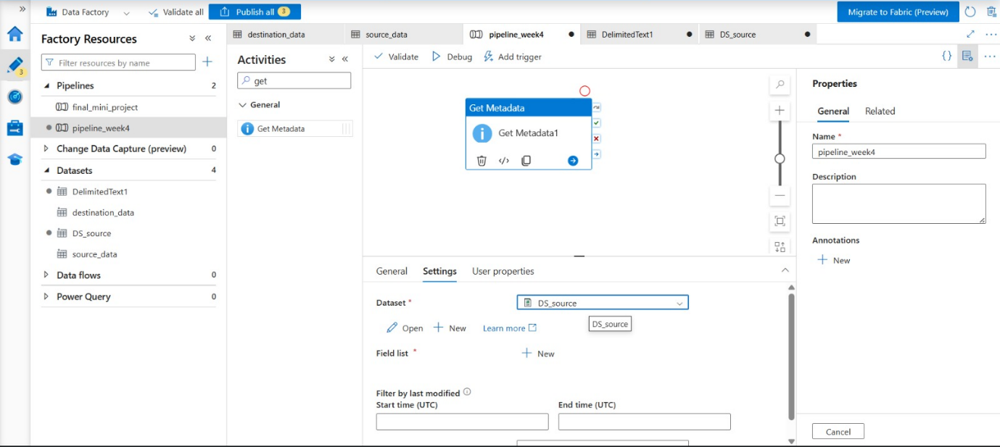 »
Data Factory
Validate all
Publish all 3
Migrate to Fabric (Preview)
3
Factory Resources
Filter resources by name
Pipelines 2
final_mini_project
pipeline_week4
Change Data Capture (preview) 0
Datasets 4
DelimitedText1
destination_data
DS_source
source_data
Data flows 0
Power Query 0
destination_data
source_data
pipeline_week4
DelimitedText1
DS_source
Activities
get
General
Get Metadata
Validate
Debug
Add trigger
Get Metadata
Get Metadata1
General
Settings
User properties
Dataset *
DS_source
Open
New
Learn more
DS_source
Field list *
New
Filter by last modified
Start time (UTC)
End time (UTC)
Properties
General
Related
Name *
pipeline_week4
Description
Annotations
New
Cancel